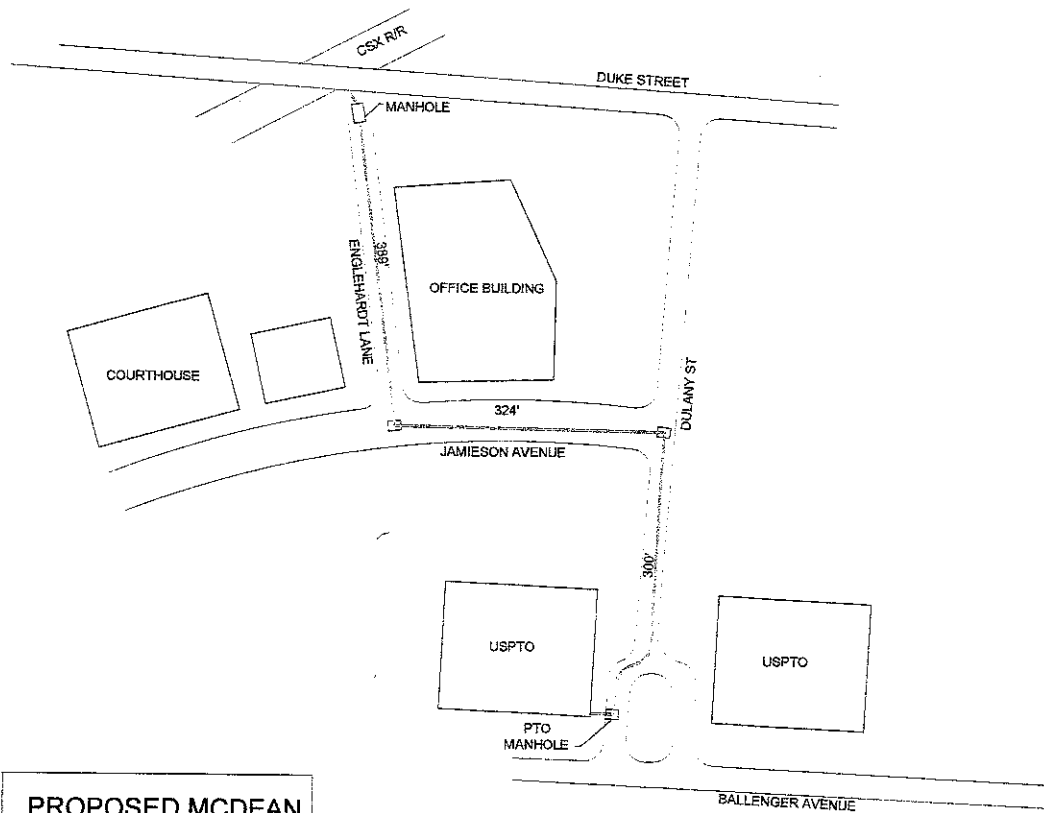 CSX R/R
DUKE STREET
MANHOLE
389'
ENGLEHARDT LANE
OFFICE BUILDING
COURTHOUSE
324'
DULANY ST
JAMIESON AVENUE
300'
USPTO
USPTO
PTO
MANHOLE
PROPOSED MCDEAN
BALLENGER AVENUE